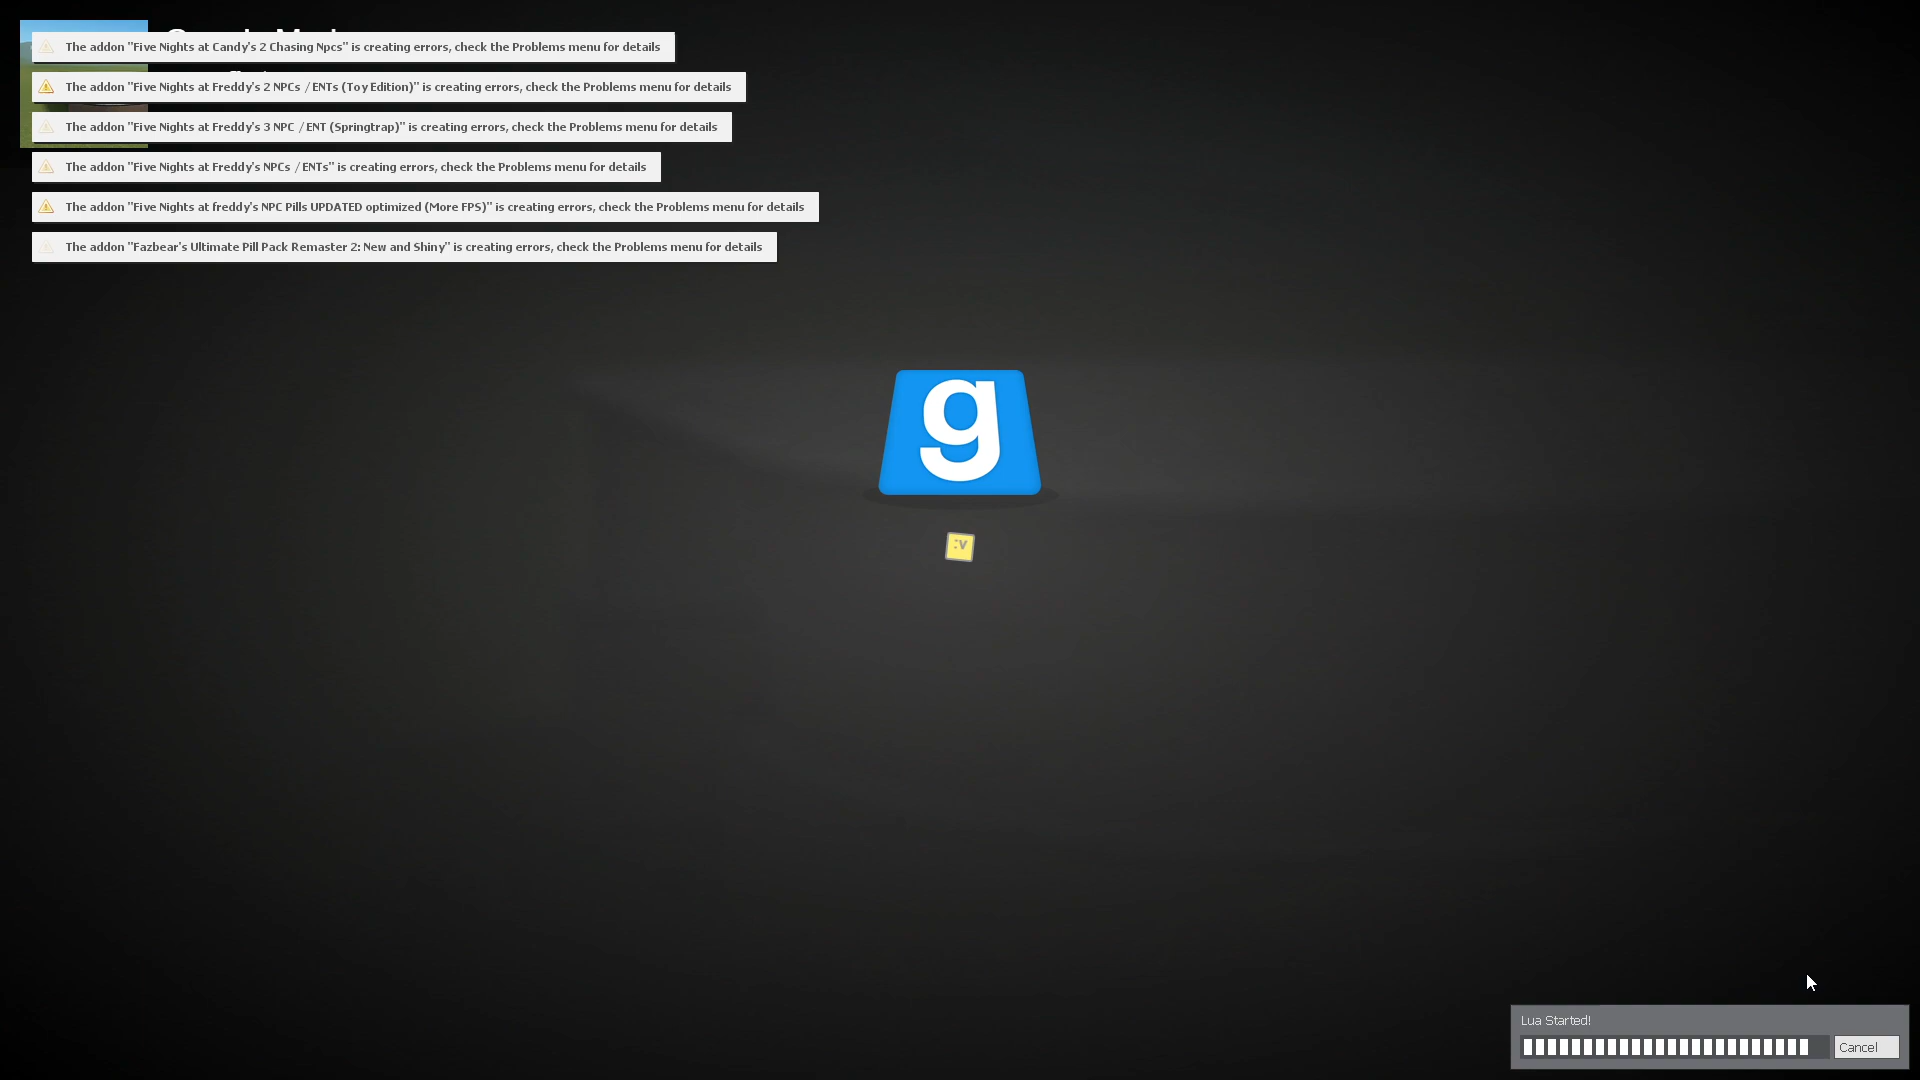 The addon "Five Nights at Candy's 2 Chasing Npcs" is creating errors, check the Problems menu for details
The addon "Five Nights at Freddy's 2 NPCs / ENTs (Toy Edition)" is creating errors, check the Problems menu for details
The addon "Five Nights at Freddy's 3 NPC / ENT (Springtrap)" is creating errors, check the Problems menu for details
The addon "Five Nights at Freddy's NPCs / ENTs" is creating errors, check the Problems menu for details
The addon "Five Nights at freddy's NPC Pills UPDATED optimized (More FPS)" is creating errors, check the Problems menu for details
The addon "Fazbear's Ultimate Pill Pack Remaster 2: New and Shiny" is creating errors, check the Problems menu for details
g
:v
Lua Started!
Cancel